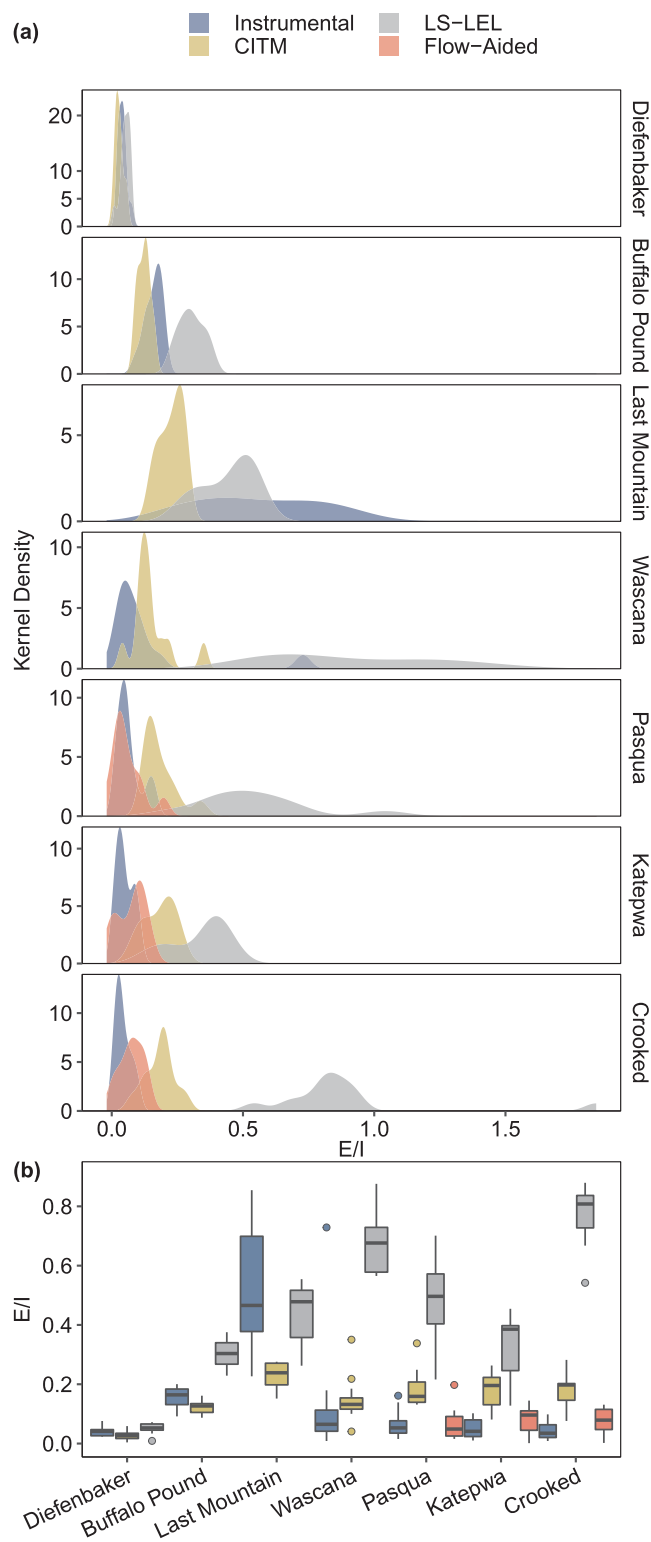 (a)
Instrumental LS−LEL
CITM Flow−Aided
Kernel Density
20
10
5
0
Diefenbaker
10
5
0
Buffalo Pound
5
0
Last Mountain
10
5
0
Wascana
10
5
0
Pasqua
10
5
0
Katepwa
10
5
0
Crooked
0.0 0.5 1.0 1.5
E/I
(b)
E/I
0.8
0.6
0.4
0.2
0.0
Diefenbaker
Buffalo Pound
Last Mountain
Wascana
Pasqua
Katepwa
Crooked